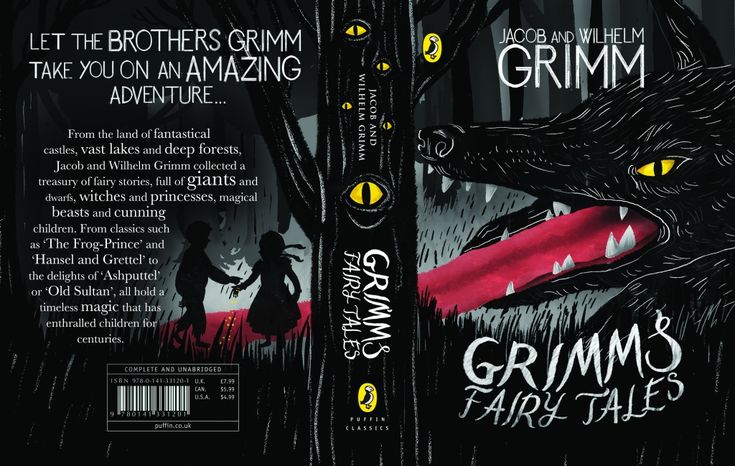 LET THE BROTHERS GRIMM
TAKE YOU ON AN AMAZING
ADVENTURE...
From the land of fantastical
castles, vast lakes and deep forests,
Jacob and Wilhelm Grimm collected a
treasury of fairy stories, full of giants and
dwarfs, witches and princesses, magical
beasts and cunning
children. From classics such
as 'The Frog-Prince' and
'Hansel and Grettel' to
the delights of 'Ashputtel'
or 'Old Sultan', all hold a
timeless magic that has
enthralled children for
centuries.
COMPLETE AND UNABRIDGED
ISBN 978-0-141-33120-1
U.K. £7.99
CAN. $5.99
U.S.A. $4.99
9 780141 331201
puffin.co.uk
JACOB AND
WILHELM GRIMM
GRIMMS
FAIRY TALES
PUFFIN
CLASSICS
JACOB AND WILHELM
GRIMM
GRIMMS
FAIRY TALES